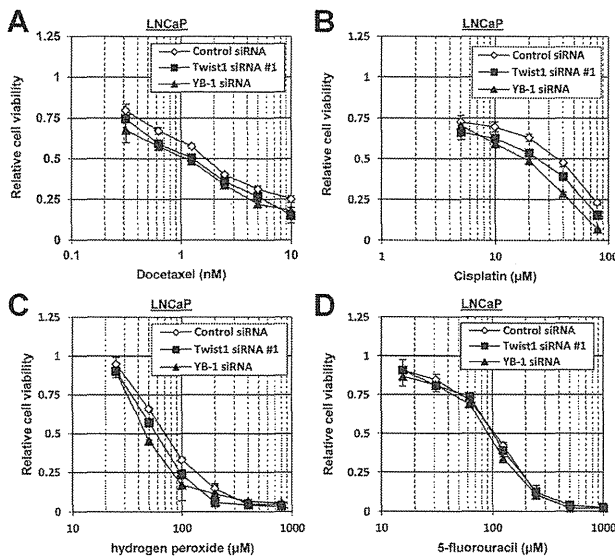 A
LNCaP
Control siRNA
Twist1 siRNA #1
YB-1 siRNA
Relative cell viability
1
0.75
0.5
0.25
0
0.1
1
10
Docetaxel (nM)
B
LNCaP
Control siRNA
Twist1 siRNA #1
YB-1 siRNA
Relative cell viability
1.25
1
0.75
0.5
0.25
0
1
10
100
Cisplatin (µM)
C
LNCaP
Control siRNA
Twist1 siRNA #1
YB-1 siRNA
Relative cell viability
1.25
1
0.75
0.5
0.25
0
10
100
1000
hydrogen peroxide (µM)
D
LNCaP
Control siRNA
Twist1 siRNA #1
YB-1 siRNA
Relative cell viability
1.25
1
0.75
0.5
0.25
0
10
100
1000
5-fluorouracil (µM)